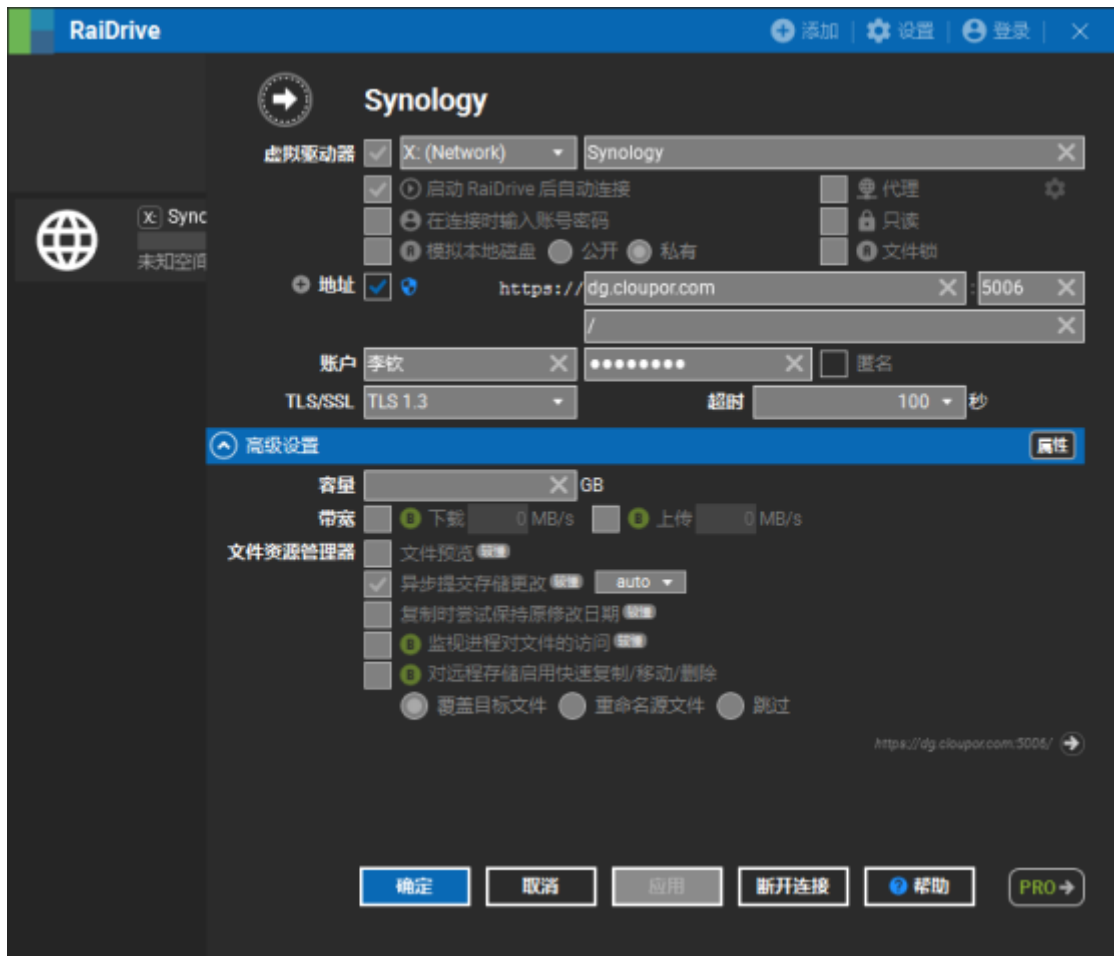 RaiDrive 添加 设置 登录
Synology
虚拟驱动器 X: (Network) Synology
启动 RaiDrive 后自动连接 代理
X: Sync 在连接时输入账号密码 只读
未知空间 模拟本地磁盘 公开 私有 文件锁
地址 https:// dg.cloupor.com : 5006
/
账户 李钦 ●●●●●●●● 匿名
TLS/SSL TLS 1.3 超时 100 秒
高级设置 属性
容量 GB
带宽 B 下载 0 MB/s B 上传 0 MB/s
文件资源管理器 文件预览
异步提交存储更改 auto
复制时尝试保持原修改日期
B 监视进程对文件的访问
B 对远程存储启用快速复制/移动/删除
覆盖目标文件 重命名源文件 跳过
https://dg.cloupor.com:5006/
确定 取消 应用 断开连接 帮助 PRO